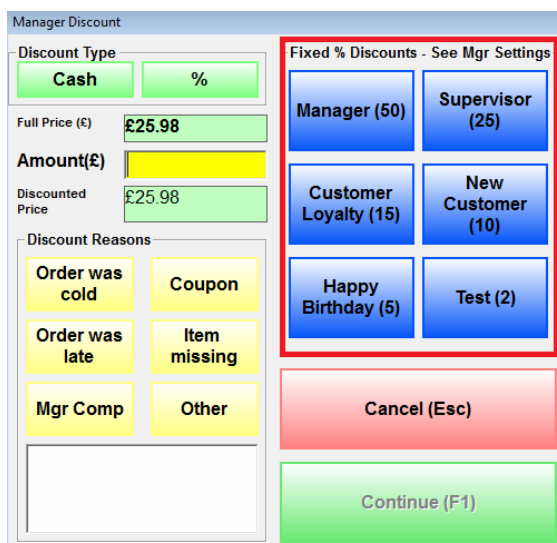 Manager Discount
Discount Type
Cash
%
Full Price (£)
£25.98
Amount(£)
Discounted
Price
£25.98
Discount Reasons
Order was
cold
Coupon
Order was
late
Item
missing
Mgr Comp
Other
Fixed % Discounts - See Mgr Settings
Manager (50)
Supervisor
(25)
Customer
Loyalty (15)
New
Customer
(10)
Happy
Birthday (5)
Test (2)
Cancel (Esc)
Continue (F1)